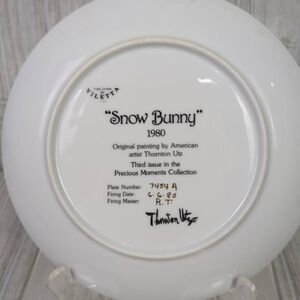 VILETTA
"Snow Bunny"
1980
Original painting by American
artist Thornton Utz
Third issue in the
Precious Moments Collection
Plate Number: 7454 A
Firing Date: 6.6.80
Firing Master: R.T.
Thornton Utz